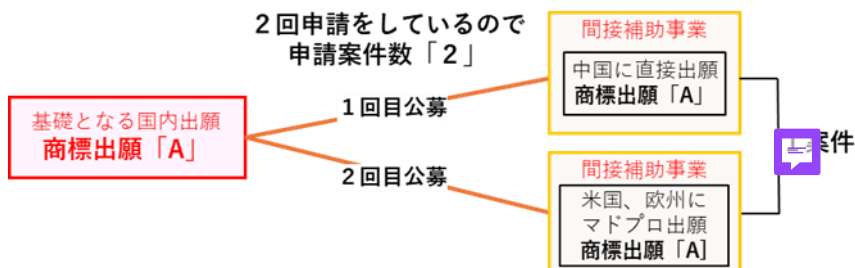 ２回申請をしているので
申請案件数「２」
基礎となる国内出願
商標出願「A」
１回目公募
２回目公募
間接補助事業
中国に直接出願
商標出願「A」
間接補助事業
米国、欧州に
マドプロ出願
商標出願「A]
案件